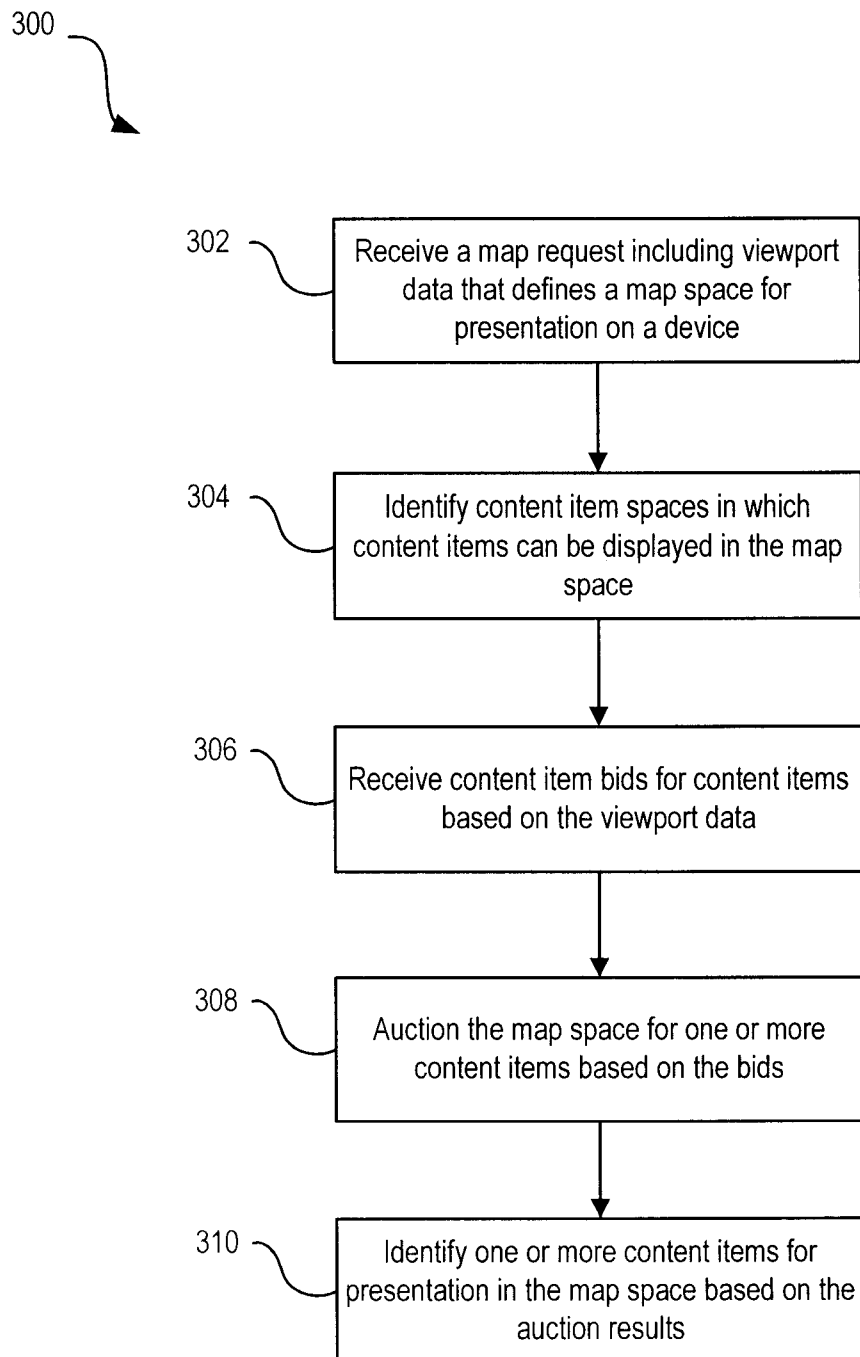 300
302
Receive a map request including viewport
data that defines a map space for
presentation on a device
304
Identify content item spaces in which
content items can be displayed in the map
space
306
Receive content item bids for content items
based on the viewport data
308
Auction the map space for one or more
content items based on the bids
310
Identify one or more content items for
presentation in the map space based on the
auction results